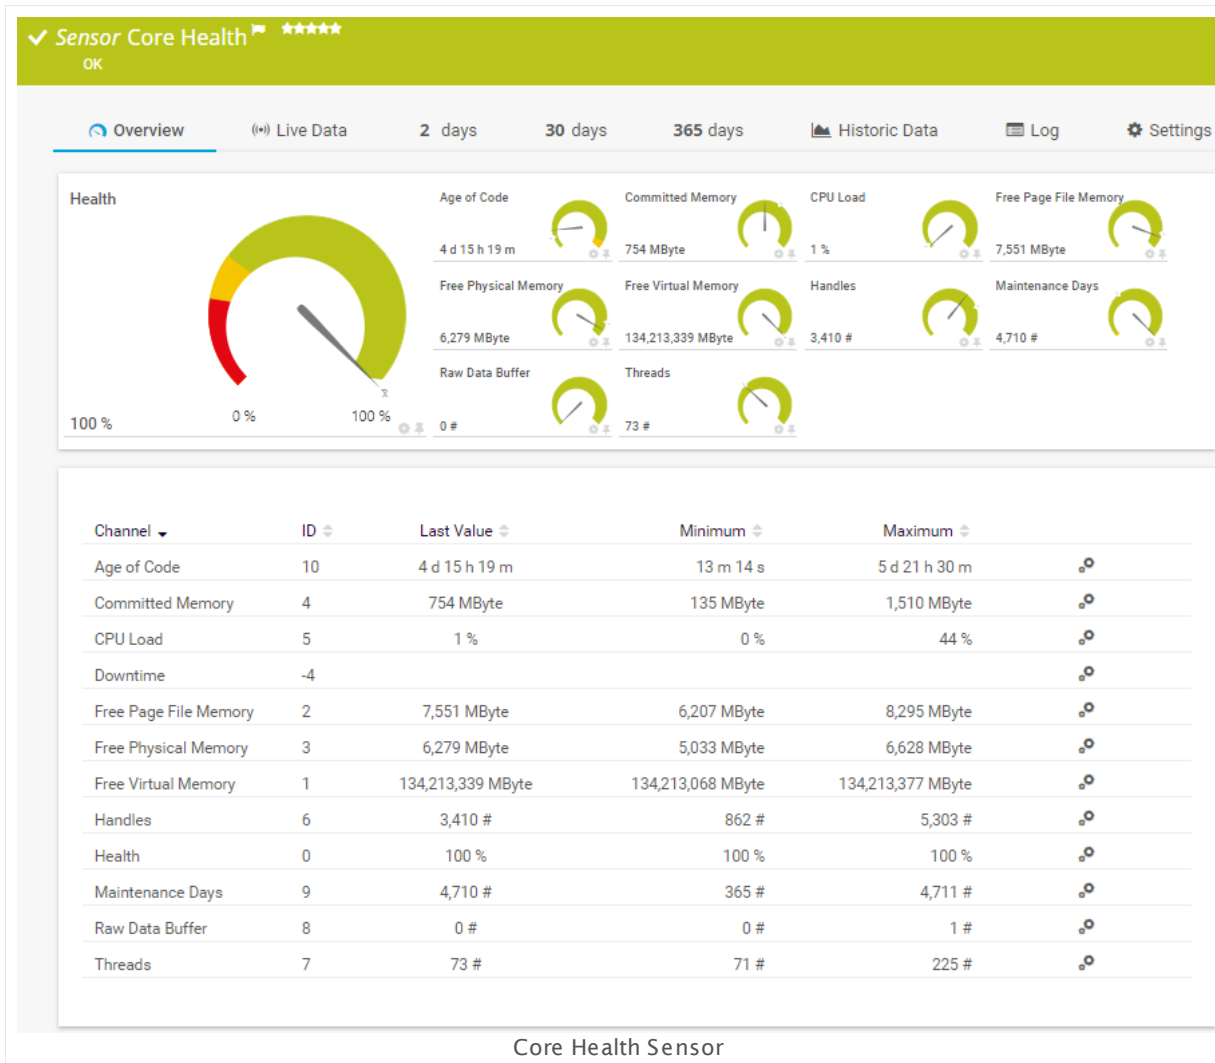 Sensor Core Health
OK
Overview Live Data 2 days 30 days 365 days Historic Data Log Settings
Health
100 %
0 %
100 %
Age of Code
4 d 15 h 19 m
Committed Memory
754 MByte
CPU Load
1 %
Free Page File Memory
7,551 MByte
Free Physical Memory
6,279 MByte
Free Virtual Memory
134,213,339 MByte
Handles
3,410 #
Maintenance Days
4,710 #
Raw Data Buffer
0 #
Threads
73 #
Channel ID Last Value Minimum Maximum
Age of Code 10 4 d 15 h 19 m 13 m 14 s 5 d 21 h 30 m
Committed Memory 4 754 MByte 135 MByte 1,510 MByte
CPU Load 5 1 % 0 % 44 %
Downtime -4
Free Page File Memory 2 7,551 MByte 6,207 MByte 8,295 MByte
Free Physical Memory 3 6,279 MByte 5,033 MByte 6,628 MByte
Free Virtual Memory 1 134,213,339 MByte 134,213,068 MByte 134,213,377 MByte
Handles 6 3,410 # 862 # 5,303 #
Health 0 100 % 100 % 100 %
Maintenance Days 9 4,710 # 365 # 4,711 #
Raw Data Buffer 8 0 # 0 # 1 #
Threads 7 73 # 71 # 225 #
Core Health Sensor